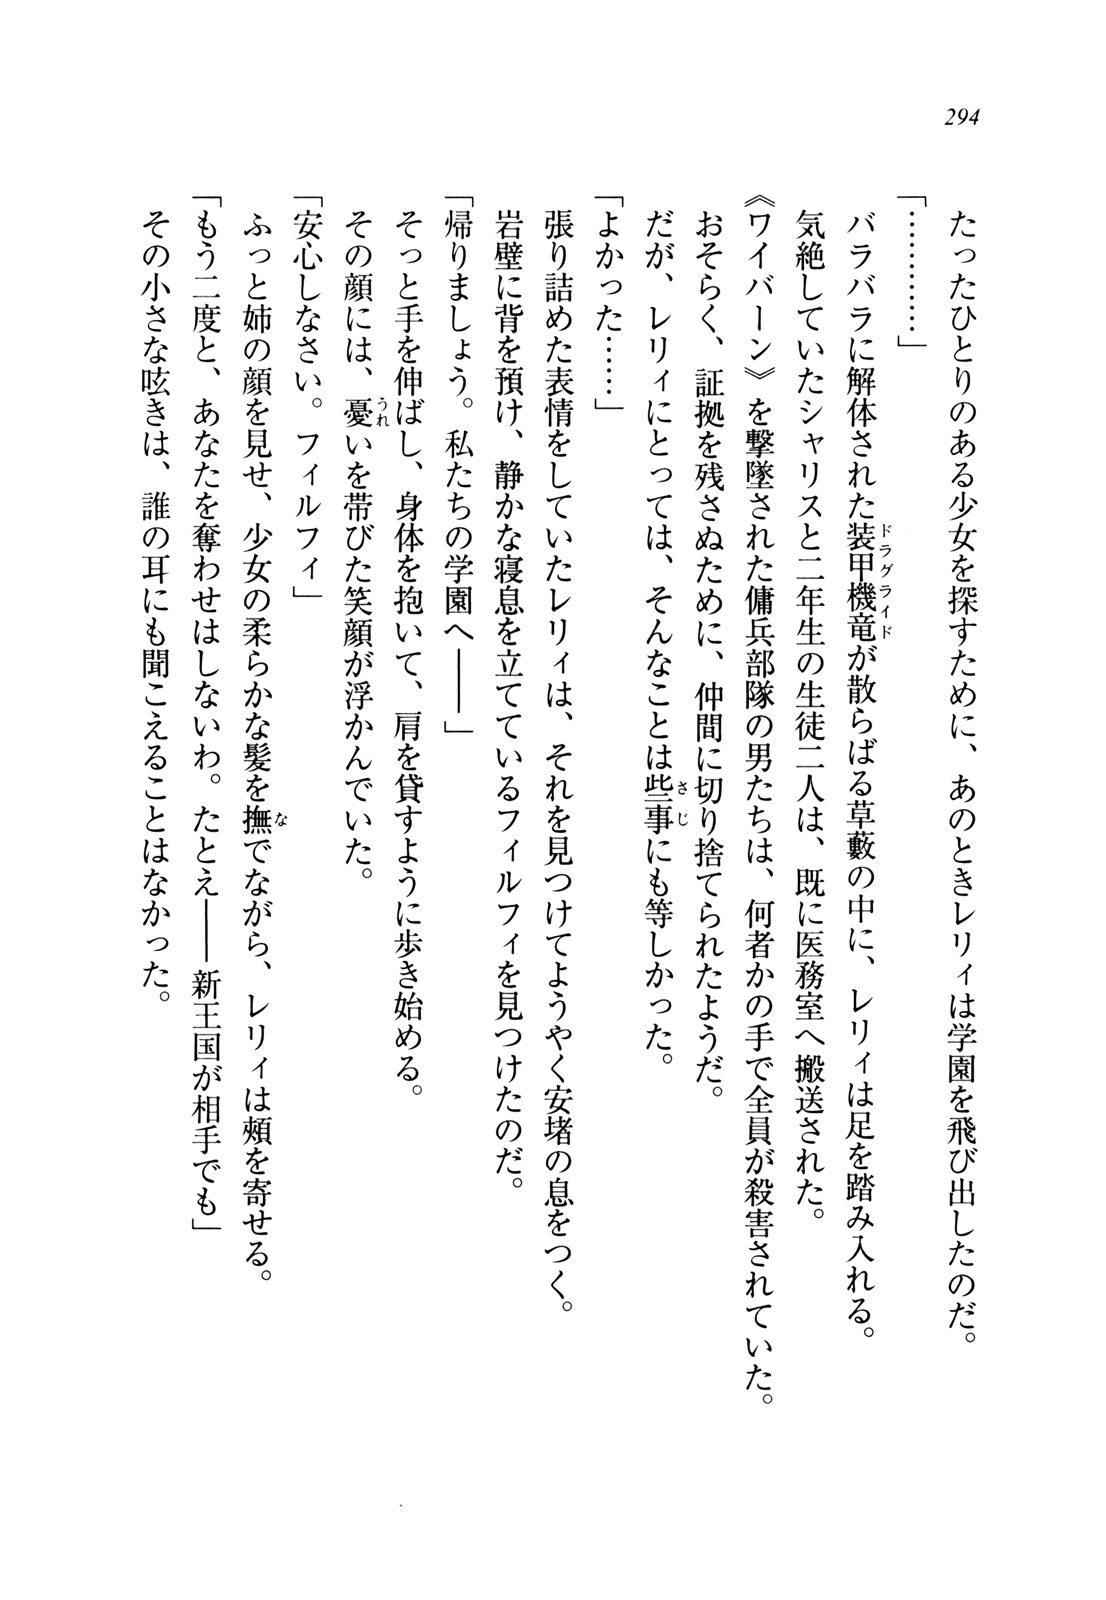 294
たったひとりのある少女を探すために、あのときレリィは学園を飛び出したのだ。
「…………」
バラバラに解体された装甲機竜が散らばる草藪の中に、レリィは足を踏み入れる。
ドラグライド
気絶していたシャリスと二年生の生徒二人は、既に医務室へ搬送された。
《ワイバーン》を撃墜された傭兵部隊の男たちは、何者かの手で全員が殺害されていた。
おそらく、証拠を残さぬために、仲間に切り捨てられたようだ。
だが、レリィにとっては、そんなことは些事にも等しかった。
さじ
「よかった……」
張り詰めた表情をしていたレリィは、それを見つけてようやく安堵の息をつく。
岩壁に背を預け、静かな寝息を立てているフィルフィを見つけたのだ。
「帰りましょう。私たちの学園へ――」
そっと手を伸ばし、身体を抱いて、肩を貸すように歩き始める。
その顔には、憂いを帯びた笑顔が浮かんでいた。
うれ
「安心しなさい。フィルフィ」
ふっと姉の顔を見せ、少女の柔らかな髪を撫でながら、レリィは頰を寄せる。
な
「もう二度と、あなたを奪わせはしないわ。たとえ――新王国が相手でも」
その小さな呟きは、誰の耳にも聞こえることはなかった。